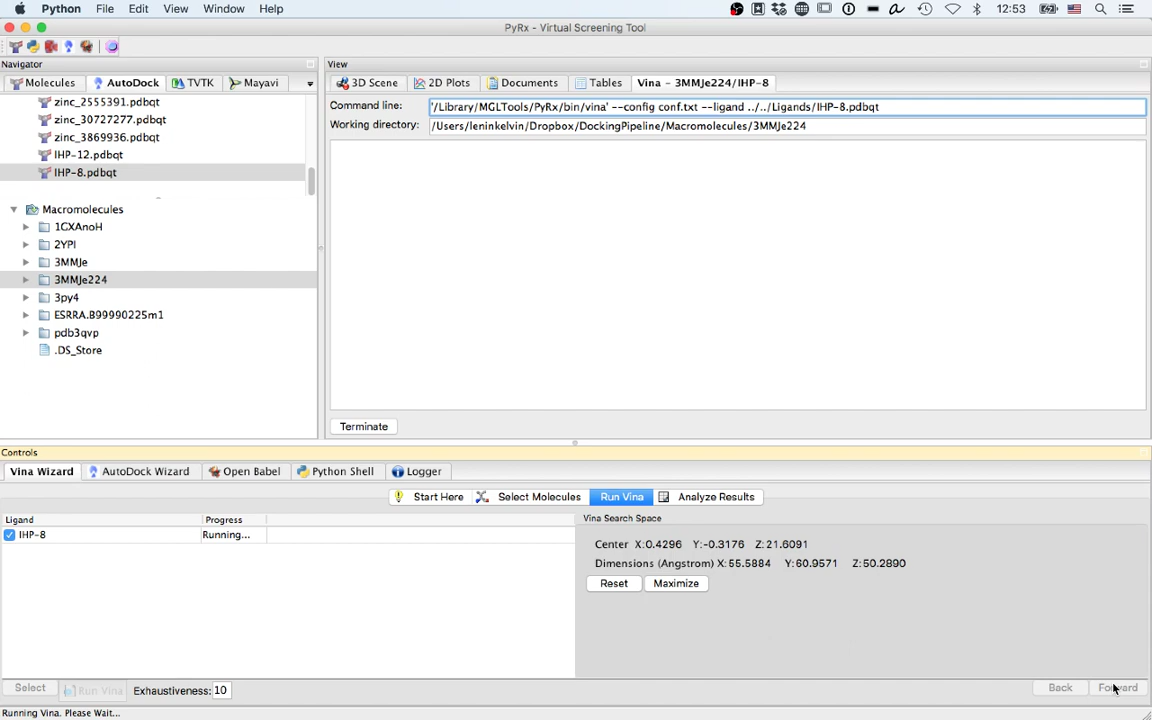 Python File Edit View Window Help 12:53
PyRx - Virtual Screening Tool
Navigator
View
Molecules AutoDock TVTK Mayavi
3D Scene 2D Plots Documents Tables Vina - 3MMJe224/IHP-8
zinc_2555391.pdbqt
zinc_30727277.pdbqt
zinc_3869936.pdbqt
IHP-12.pdbqt
IHP-8.pdbqt
Macromolecules
1GXAnoH
2YPI
3MMJe
3MMJe224
3py4
ESRRA.B99990225m1
pdb3qvp
.DS_Store
Command line: '/Library/MGLTools/PyRx/bin/vina' --config conf.txt --ligand ../../Ligands/IHP-8.pdbqt
Working directory: /Users/leninkelvin/Dropbox/DockingPipeline/Macromolecules/3MMJe224
Terminate
Controls
Vina Wizard AutoDock Wizard Open Babel Python Shell Logger
Start Here Select Molecules Run Vina Analyze Results
Ligand Progress
IHP-8 Running...
Vina Search Space
Center X:0.4296 Y:-0.3176 Z:21.6091
Dimensions (Angstrom) X:55.5884 Y:60.9571 Z:50.2890
Reset Maximize
Select Run Vina Exhaustiveness: 10 Back Forward
Running Vina. Please Wait...